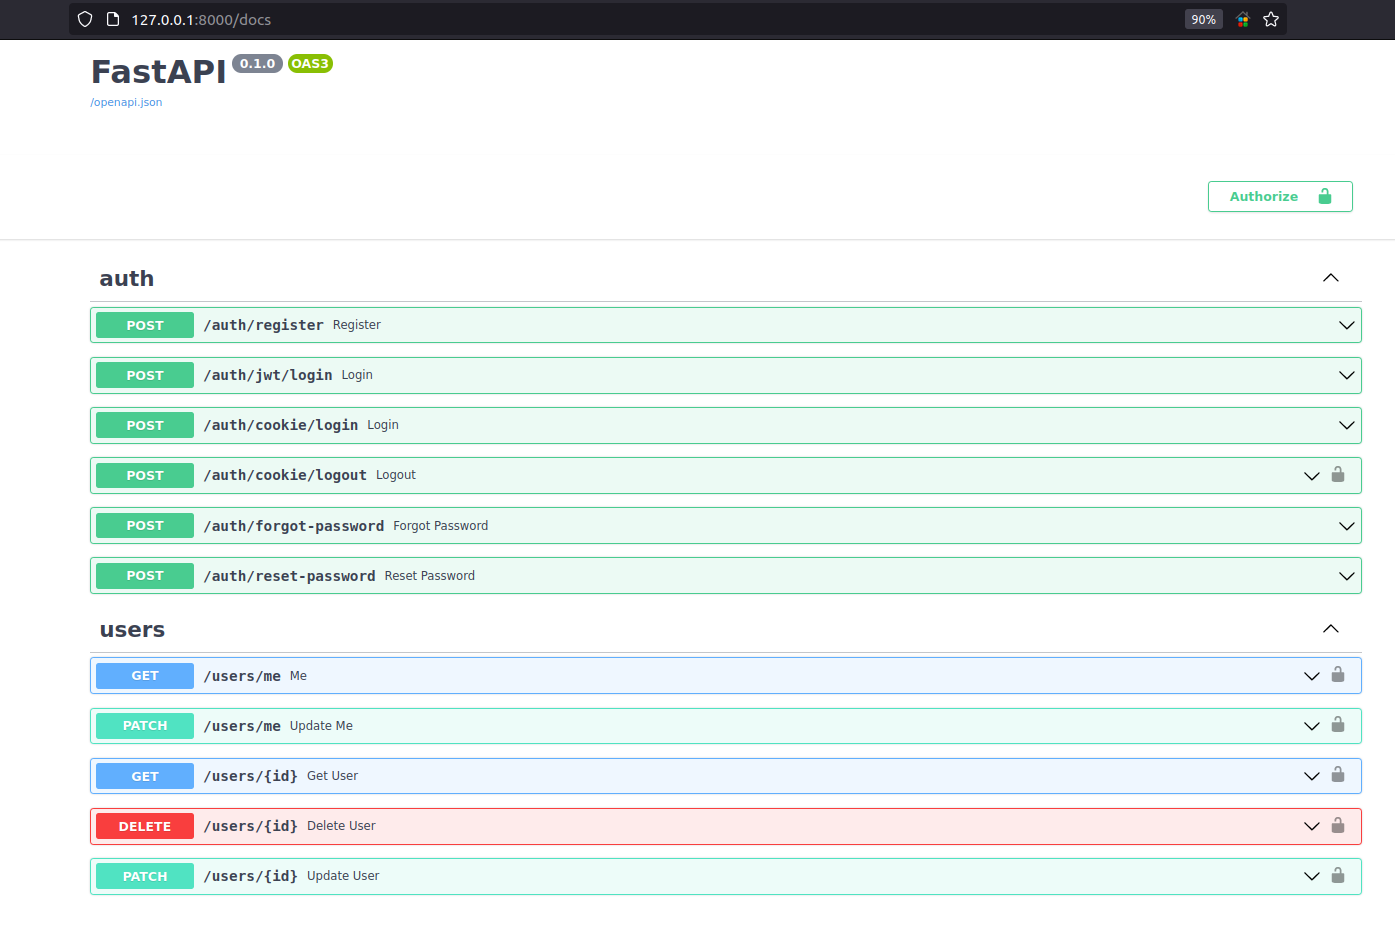 127.0.0.1:8000/docs 90%
FastAPI 0.1.0 OAS3
/openapi.json
Authorize
auth
POST /auth/register Register
POST /auth/jwt/login Login
POST /auth/cookie/login Login
POST /auth/cookie/logout Logout
POST /auth/forgot-password Forgot Password
POST /auth/reset-password Reset Password
users
GET /users/me Me
PATCH /users/me Update Me
GET /users/{id} Get User
DELETE /users/{id} Delete User
PATCH /users/{id} Update User